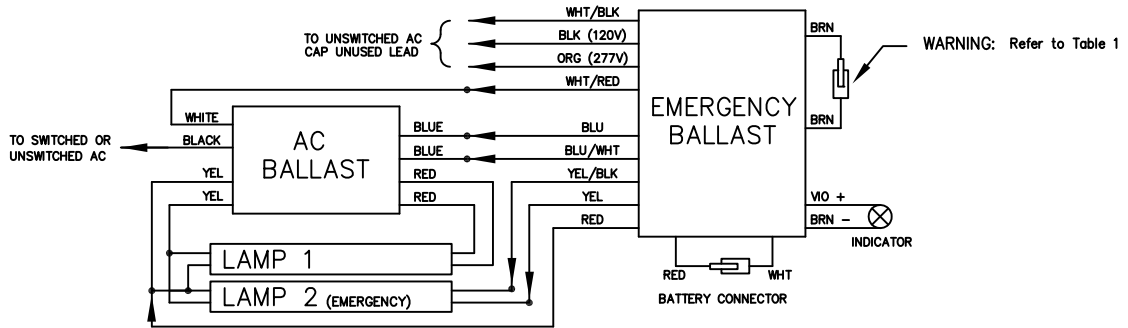 WHT/BLK
BLK (120V)
ORG (277V)
WHT/RED
TO UNSWITCHED AC
CAP UNUSED LEAD
BRN
WARNING: Refer to Table 1
BRN
EMERGENCY
BALLAST
WHITE
BLACK
TO SWITCHED OR
UNSWITCHED AC
AC
BALLAST
BLUE
BLU
BLUE
BLU/WHT
YEL
RED
YEL/BLK
YEL
RED
YEL
RED
VIO +
BRN -
INDICATOR
LAMP 1
LAMP 2 (EMERGENCY)
RED
WHT
BATTERY CONNECTOR